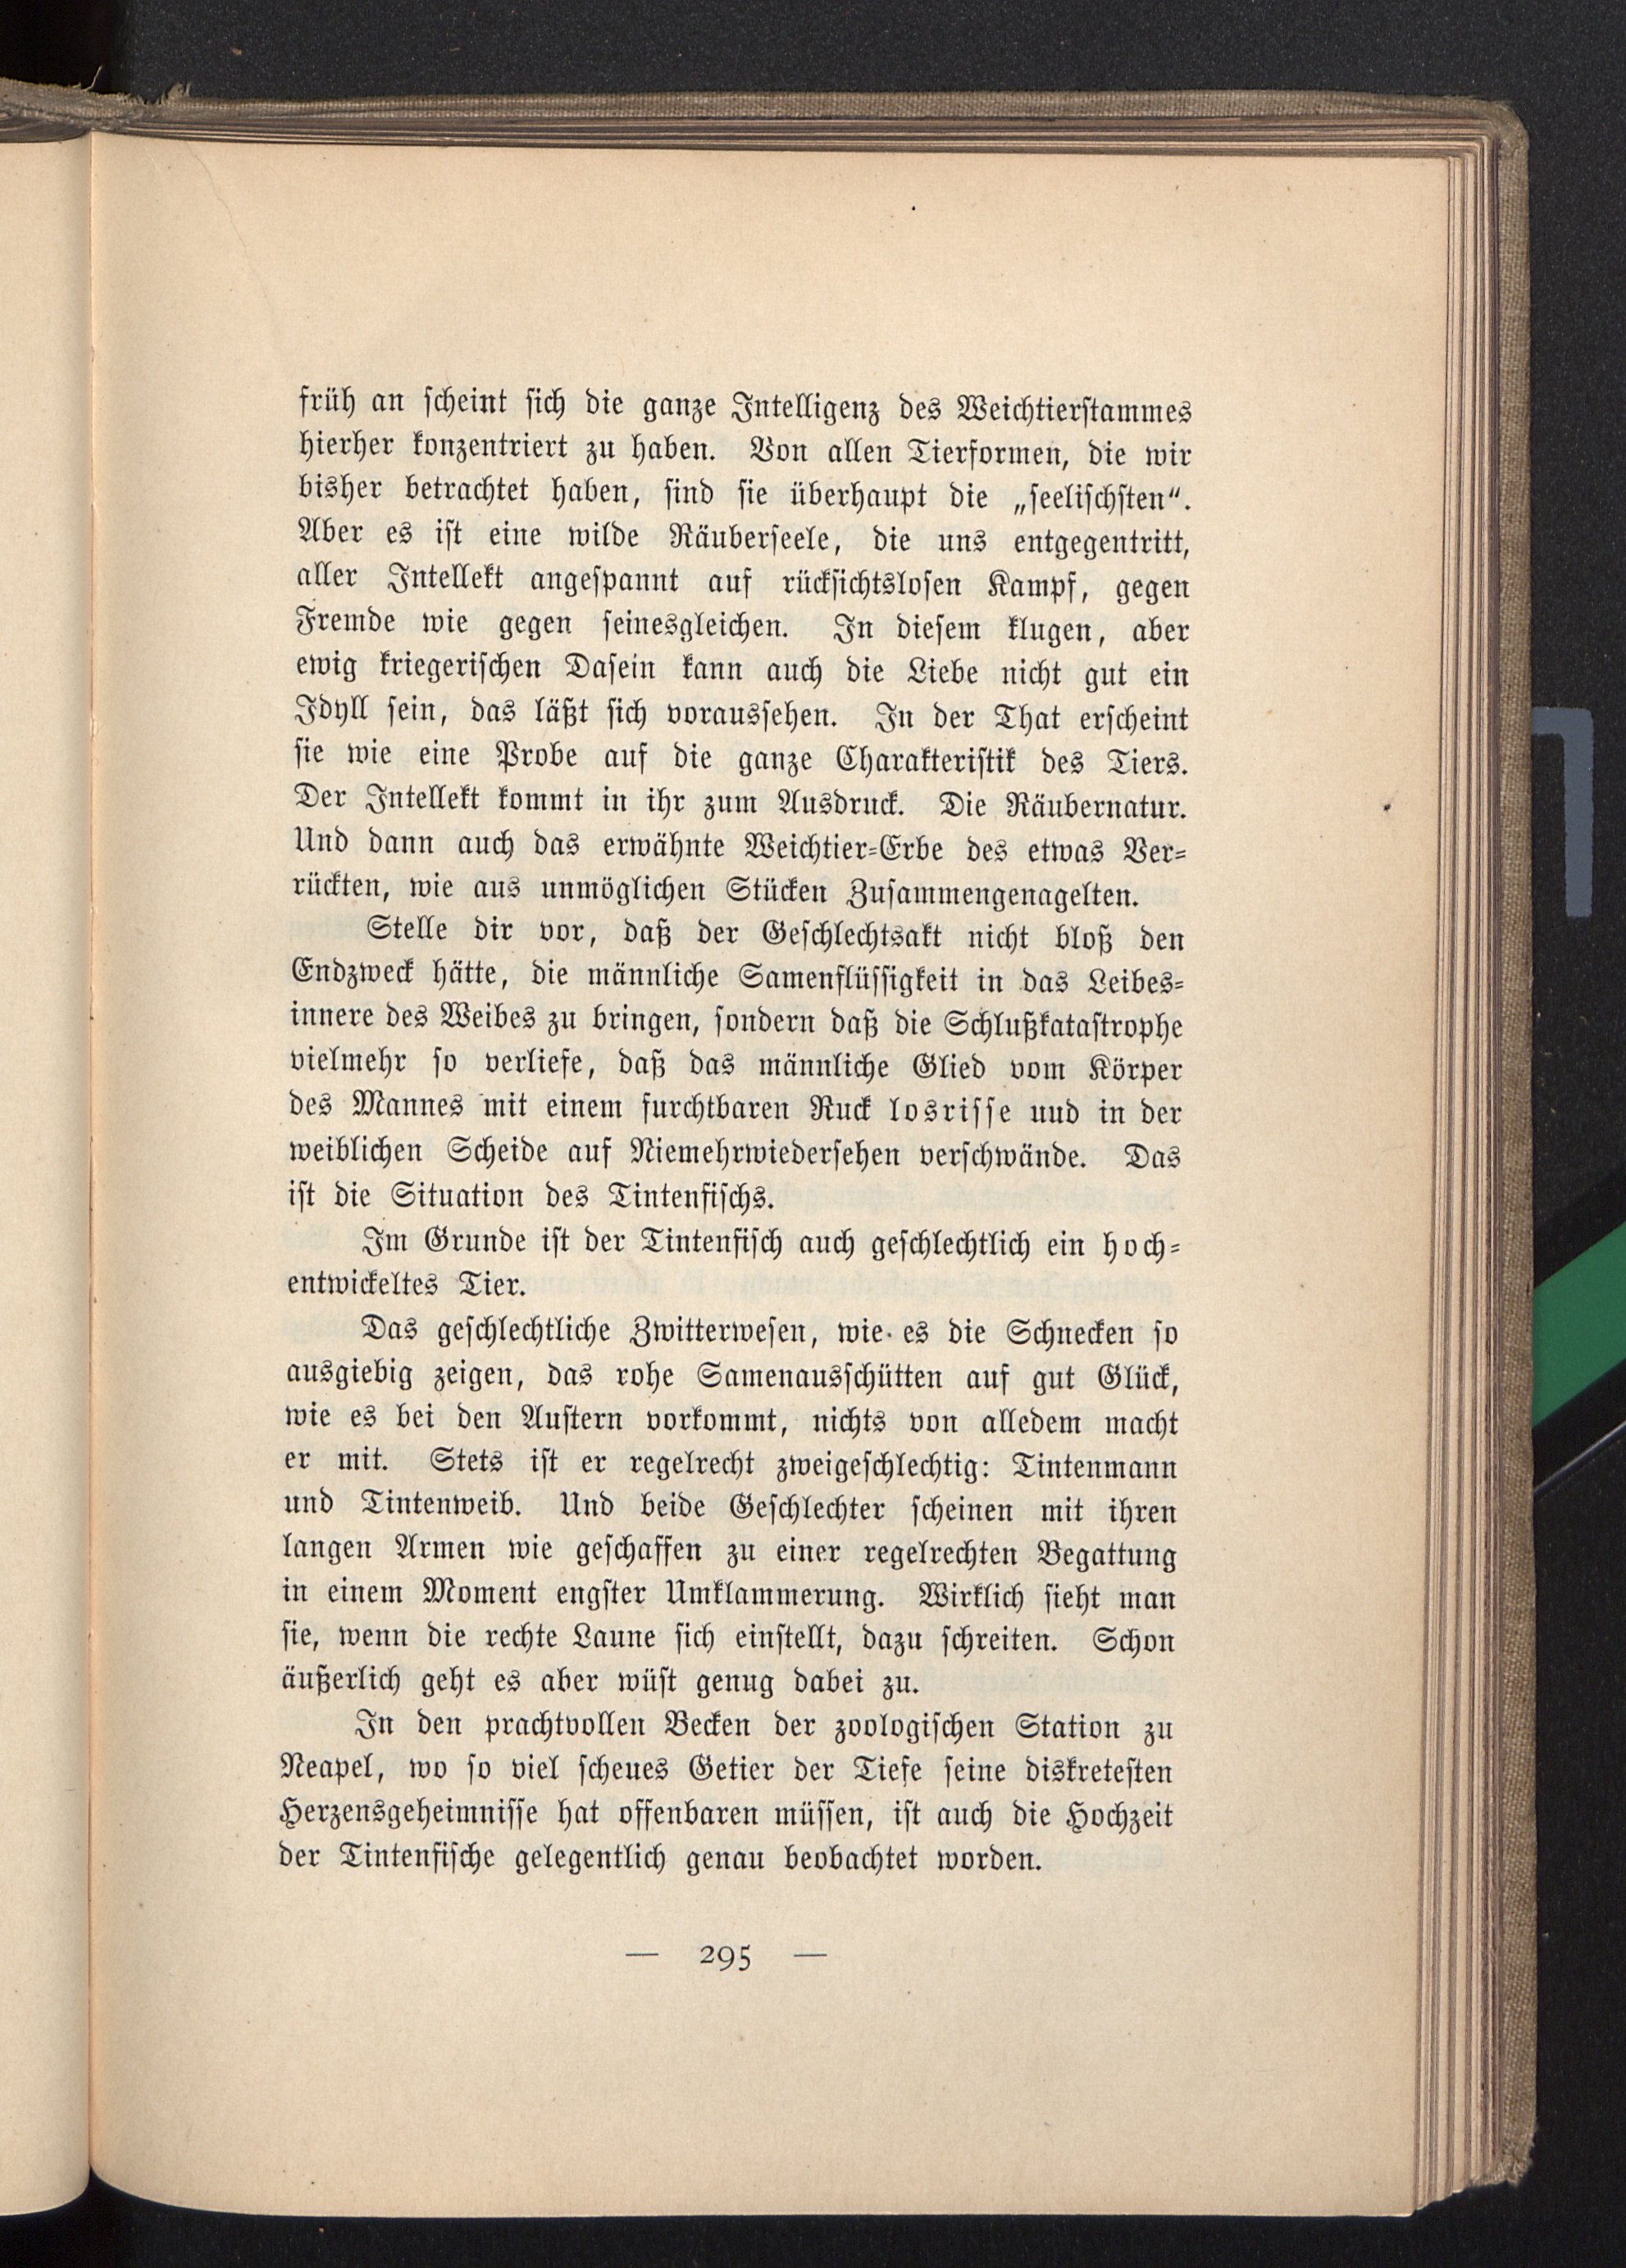 früh an ſcheint ſich die ganze Intelligenz des Weichtierſtammes
hierher konzentriert zu haben. Von allen Tierformen, die wir
bisher betrachtet haben, ſind ſie überhaupt die „ſeeliſchſten“.
Aber es iſt eine wilde Räuberſeele, die uns entgegentritt,
aller Intellekt angeſpannt auf rückſichtsloſen Kampf, gegen
Fremde wie gegen ſeinesgleichen. In dieſem klugen, aber
ewig kriegeriſchen Daſein kann auch die Liebe nicht gut ein
Idyll ſein, das läßt ſich vorausſehen. In der That erſcheint
ſie wie eine Probe auf die ganze Charakteriſtik des Tiers.
Der Intellekt kommt in ihr zum Ausdruck. Die Räubernatur.
Und dann auch das erwähnte Weichtier-Erbe des etwas Ver-
rückten, wie aus unmöglichen Stücken Zuſammengenagelten.
Stelle dir vor, daß der Geſchlechtsakt nicht bloß den
Endzweck hätte, die männliche Samenflüſſigkeit in das Leibes-
innere des Weibes zu bringen, ſondern daß die Schlußkataſtrophe
vielmehr ſo verliefe, daß das männliche Glied vom Körper
des Mannes mit einem furchtbaren Ruck losriſſe und in der
weiblichen Scheide auf Niemehrwiederſehen verſchwände. Das
iſt die Situation des Tintenfiſchs.
Im Grunde iſt der Tintenfiſch auch geſchlechtlich ein hoch-
entwickeltes Tier.
Das geſchlechtliche Zwitterweſen, wie es die Schnecken ſo
ausgiebig zeigen, das rohe Samenausſchütten auf gut Glück,
wie es bei den Auſtern vorkommt, nichts von alledem macht
er mit. Stets iſt er regelrecht zweigeſchlechtig: Tintenmann
und Tintenweib. Und beide Geſchlechter ſcheinen mit ihren
langen Armen wie geſchaffen zu einer regelrechten Begattung
in einem Moment engſter Umklammerung. Wirklich ſieht man
ſie, wenn die rechte Laune ſich einſtellt, dazu ſchreiten. Schon
äußerlich geht es aber wüſt genug dabei zu.
In den prachtvollen Becken der zoologiſchen Station zu
Neapel, wo ſo viel ſcheues Getier der Tiefe ſeine diskreteſten
Herzensgeheimniſſe hat offenbaren müſſen, iſt auch die Hochzeit
der Tintenfiſche gelegentlich genau beobachtet worden.
— 295 —